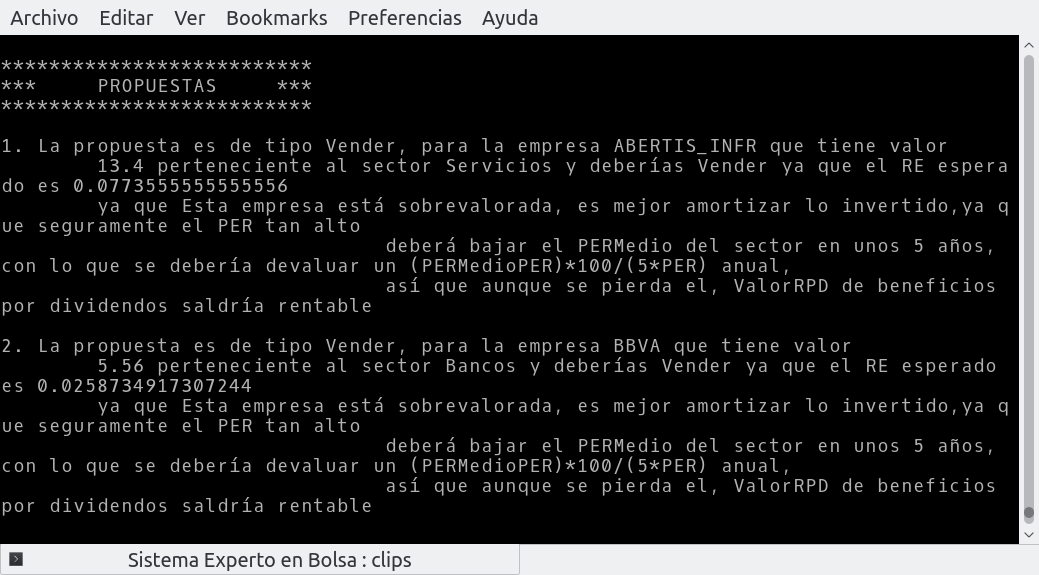 Archivo Editar Ver Bookmarks Preferencias Ayuda
**************************
***     PROPUESTAS     ***
**************************
1. La propuesta es de tipo Vender, para la empresa ABERTIS_INFR que tiene valor
13.4 perteneciente al sector Servicios y deberías Vender ya que el RE espera
do es 0.0773555555555556
ya que Esta empresa está sobrevalorada, es mejor amortizar lo invertido,ya q
ue seguramente el PER tan alto
deberá bajar el PERMedio del sector en unos 5 años,
con lo que se debería devaluar un (PERMedioPER)*100/(5*PER) anual,
así que aunque se pierda el, ValorRPD de beneficios
por dividendos saldría rentable
2. La propuesta es de tipo Vender, para la empresa BBVA que tiene valor
5.56 perteneciente al sector Bancos y deberías Vender ya que el RE esperado
es 0.0258734917307244
ya que Esta empresa está sobrevalorada, es mejor amortizar lo invertido,ya q
ue seguramente el PER tan alto
deberá bajar el PERMedio del sector en unos 5 años,
con lo que se debería devaluar un (PERMedioPER)*100/(5*PER) anual,
así que aunque se pierda el, ValorRPD de beneficios
por dividendos saldría rentable
Sistema Experto en Bolsa : clips